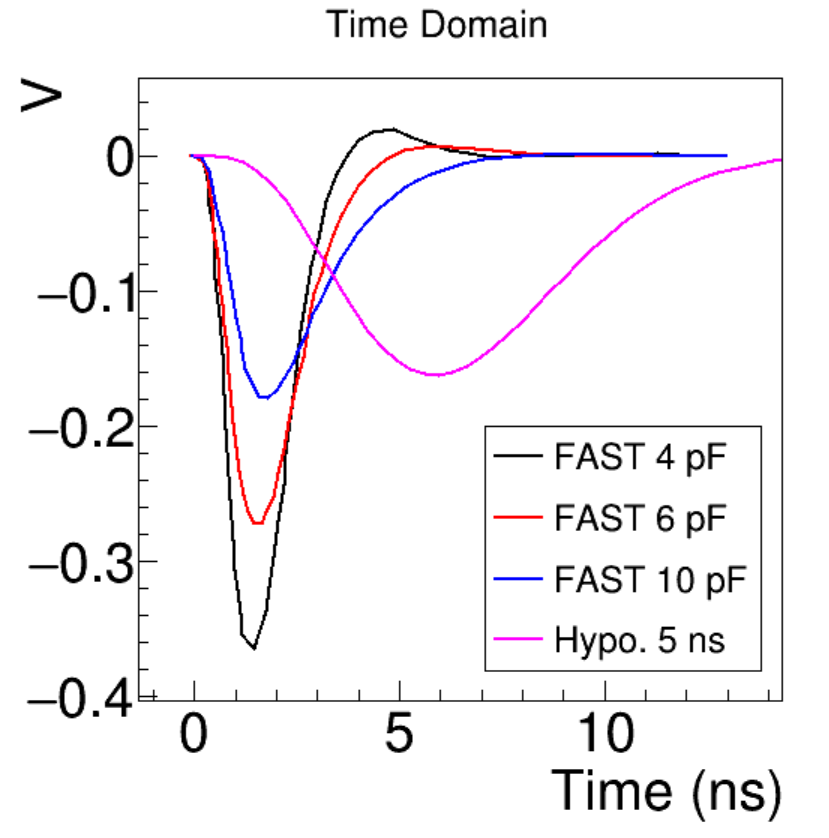 Time Domain
V
0
−0.1
−0.2
−0.3
−0.4
FAST 4 pF
FAST 6 pF
FAST 10 pF
Hypo. 5 ns
0 5 10
Time (ns)